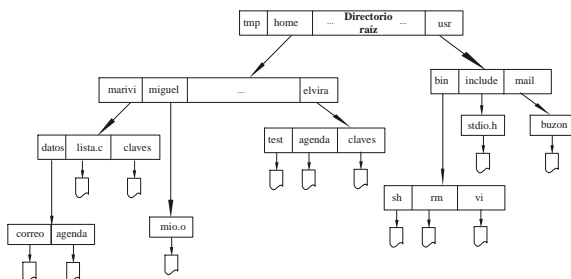 tmp home ... Directorio raíz ... usr
marivi miguel ... elvira
bin include mail
datos lista.c claves
test agenda claves
stdio.h
buzon
sh rm vi
correo agenda
mio.o